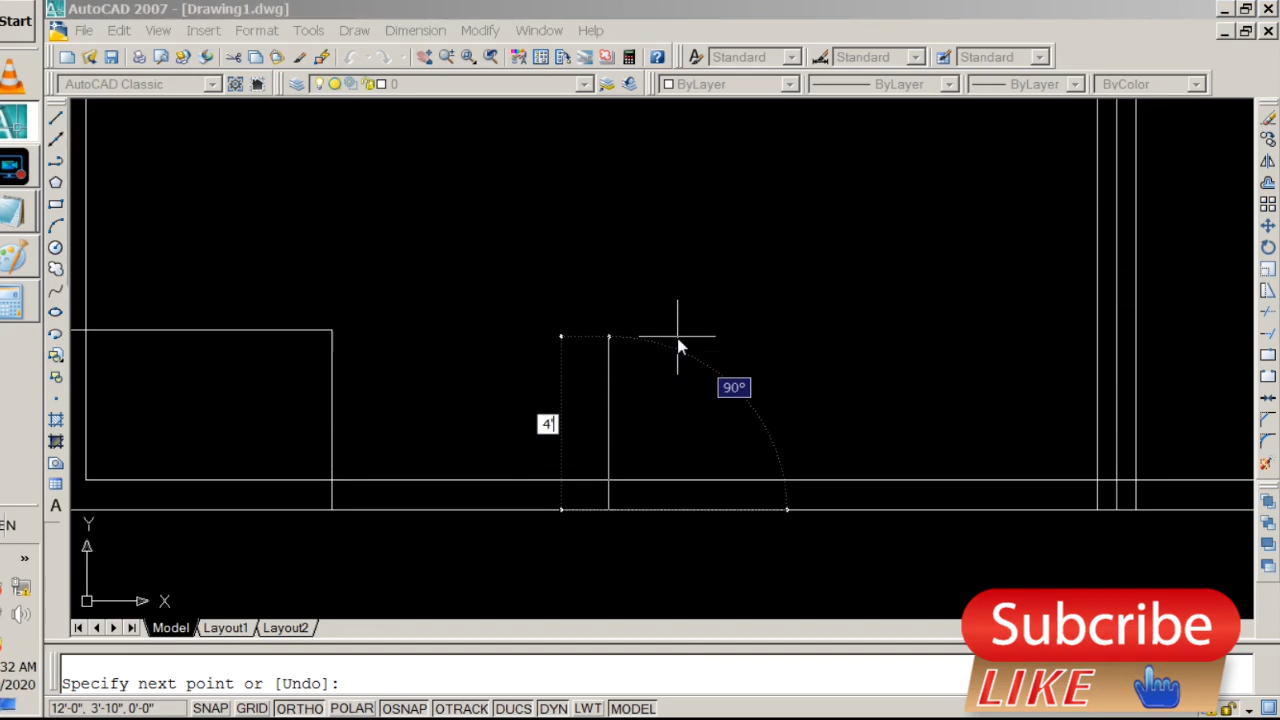 Start
AutoCAD 2007 - [Drawing1.dwg]
File Edit View Insert Format Tools Draw Dimension Modify Window Help
Standard Standard Standard
AutoCAD Classic 0 ByLayer ByLayer ByLayer ByColor
90°
4'
A
EN
Y
X
»
Model Layout1 Layout2
:32 AM
/2020
Specify next point or [Undo]:
12'-0", 3'-10", 0'-0" SNAP GRID ORTHO POLAR OSNAP OTRACK DUCS DYN LWT MODEL
Subcribe
LIKE